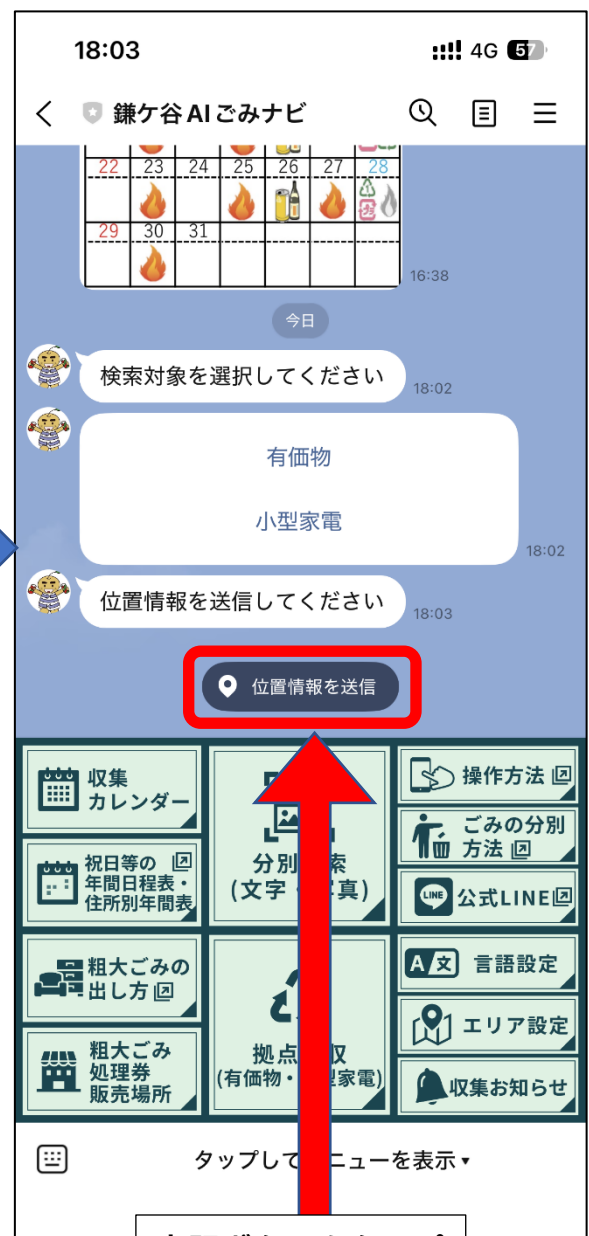 18:03
4G 57
鎌ケ谷AIごみナビ
22 23 24 25 26 27 28
29 30 31
16:38
今日
検索対象を選択してください
18:02
有価物
小型家電
18:02
位置情報を送信してください
18:03
位置情報を送信
収集
カレンダー
祝日等の
年間日程表・
住所別年間表
粗大ごみの
出し方
粗大ごみ
処理券
販売場所
分別 索
(文字 真)
拠点 収
(有価物・ 型家電)
操作方法
ごみの分別
方法
LINE 公式LINE
A/文 言語設定
エリア設定
収集お知らせ
タップして ニューを表示▾